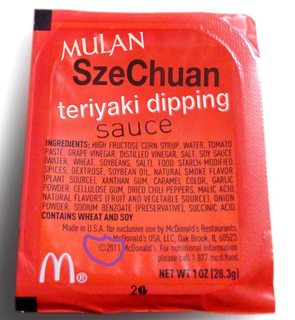 MULAN
SzeChuan
teriyaki dipping
sauce
INGREDIENTS: HIGH FRUCTOSE CORN SYRUP, WATER, TOMATO
PASTE, GRAPE VINEGAR, DISTILLED VINEGAR, SALT, SOY SAUCE
(WATER, WHEAT, SOYBEANS, SALT), FOOD STARCH-MODIFIED,
SPICES, DEXTROSE, SOYBEAN OIL, NATURAL SMOKE FLAVOR
(PLANT SOURCE), XANTHAN GUM, CARAMEL COLOR, GARLIC
POWDER, CELLULOSE GUM, DRIED CHILI PEPPERS, MALIC ACID,
NATURAL FLAVORS (FRUIT AND VEGETABLE SOURCE), ONION
POWDER, SODIUM BENZOATE (PRESERVATIVE), SUCCINIC ACID.
CONTAINS WHEAT AND SOY
Made in U.S.A. for exclusive use by McDonald's Restaurants.
McDonald's USA, LLC, Oak Brook, IL 60523
©2011 McDonald's. For nutritional information
please call 1.877.mcd.food.
NET WT 1 OZ (28.3g)
M®